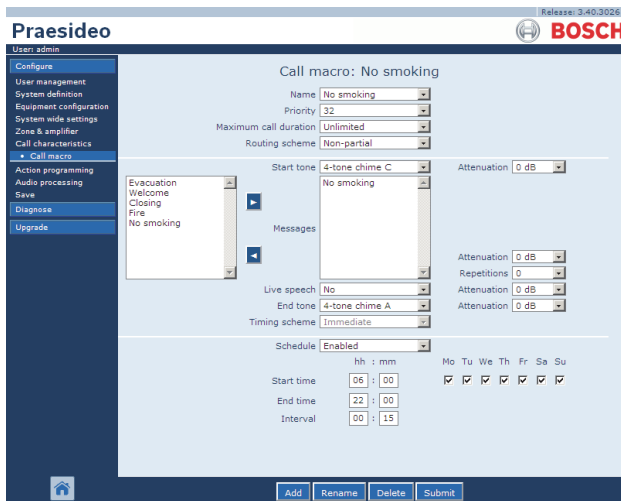 Release: 3.40.3026
Praesideo
BOSCH
User: admin
Configure
User management
System definition
Equipment configuration
System wide settings
Zone & amplifier
Call characteristics
• Call macro
Action programming
Audio processing
Save
Diagnose
Upgrade
Call macro: No smoking
Name No smoking
Priority 32
Maximum call duration Unlimited
Routing scheme Non-partial
Start tone 4-tone chime C Attenuation 0 dB
Evacuation
Welcome
Closing
Fire
No smoking
Messages
No smoking
Attenuation 0 dB
Repetitions 0
Live speech No Attenuation 0 dB
End tone 4-tone chime A Attenuation 0 dB
Timing scheme Immediate
Schedule Enabled
hh : mm Mo Tu We Th Fr Sa Su
Start time 06 : 00
End time 22 : 00
Interval 00 : 15
Add Rename Delete Submit